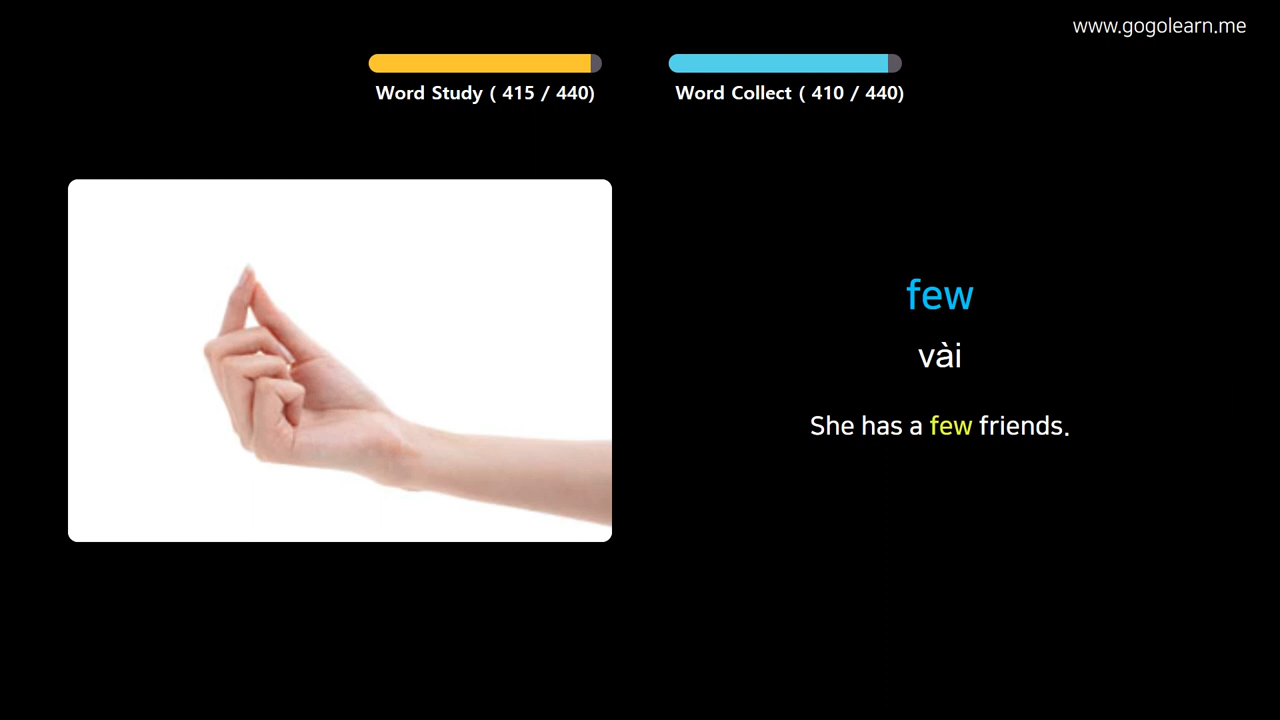 www.gogolearn.me
Word Study ( 415 / 440)
Word Collect ( 410 / 440)
few
vài
She has a few friends.